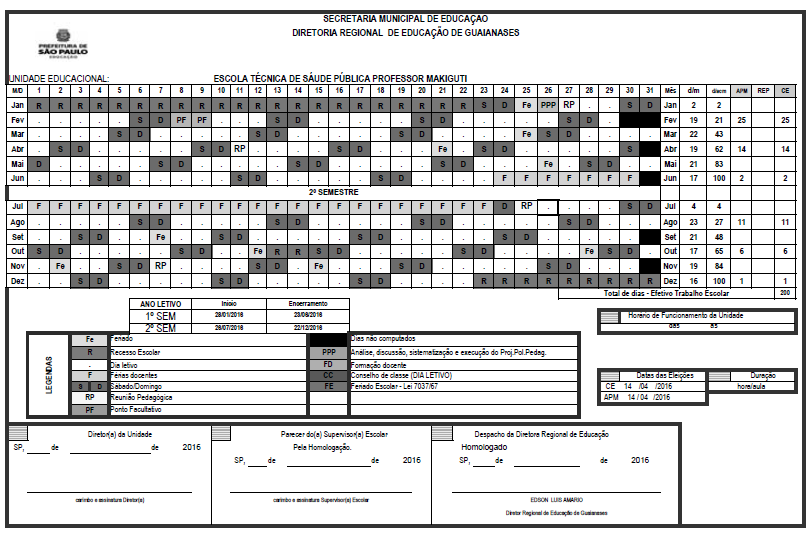 SECRETARIA MUNICIPAL DE EDUCAÇÃO
DIRETORIA REGIONAL DE EDUCAÇÃO DE GUAIANASES
PREFEITURA DE
SÃO PAULO
EDUCAÇÃO
UNIDADE EDUCACIONAL: ESCOLA TÉCNICA DE SAÚDE PÚBLICA PROFESSOR MAKIGUTI
M/D 1 2 3 4 5 6 7 8 9 10 11 12 13 14 15 16 17 18 19 20 21 22 23 24 25 26 27 28 29 30 31 Mês d/m d/acm APM REP CE
Jan R R R R R R R R R R R R R R R R R R R R R R S D Fe PPP RP . . S D Jan 2 2
Fev . . . . . S D PF PF . . . S D . . . . . S D . . . . . S D . Fev 19 21 25 25
Mar . . . . S D . . . . . S D . . . . . S D . . . . Fe S D . . . . Mar 22 43
Abr . S D . . . . . S D RP . . . . S D . . . Fe . S D . . . . . S Abr 19 62 14 14
Mai D . . . . . S D . . . . . S D . . . . . S D . . . Fe . S D . . Mai 21 83
Jun . . . S D . . . . . S D . . . . . S D . . . . F F F F F F F Jun 17 100 2 2
2º SEMESTRE
Jul F F F F F F F F F F F F F F F F F F F F F F F D RP . . . . S D Jul 4 4
Ago . . . . . S D . . . . . S D . . . . . S D . . . . . S D . . . Ago 23 27 11 11
Set . . S D . . Fe . . S D . . . . . S D . . . . . S D . . . . . Set 21 48
Out S D . . . . . S D . . Fe R R S D . . . . . S D . . . . Fe S D . Out 17 65 6 6
Nov . Fe . . S D RP . . . . S D . Fe . . . S D . . . . . S D . . . Nov 19 84
Dez . . S D . . . . . S D . . . . . S D . . . . R R R R R R R R R Dez 16 100 1 1
Total de dias - Efetivo Trabalho Escolar 200
ANO LETIVO Início Encerramento
1º SEM 28/01/2016 23/06/2016
2º SEM 26/07/2016 22/12/2016
Horário de Funcionamento da Unidade
das às
LEGENDAS
Fe Feriado Dias não computados
R Recesso Escolar PPP Análise, discussão, sistematização e execução do Proj.Pol.Pedag.
. Dia letivo FD Formação docente
F Férias docentes CC Conselho de classe (DIA LETIVO)
S D Sábado/Domingo FE Feriado Escolar - Lei 7037/67
RP Reunião Pedagógica
PF Ponto Facultativo
Datas das Eleições Duração
CE 14 /04 /2016 hora/aula
APM 14 / 04 /2016
Diretor(a) da Unidade Parecer do(a) Supervisor(a) Escolar Despacho da Diretora Regional de Educação
SP, de de 2016 Pela Homologação. Homologado
SP, de de 2016 SP, de de 2016
carimbo e assinatura Diretor(a) carimbo e assinatura Supervisor(a) Escolar EDSON LUIS AMARIO
Diretor Regional de Educação de Guaianases